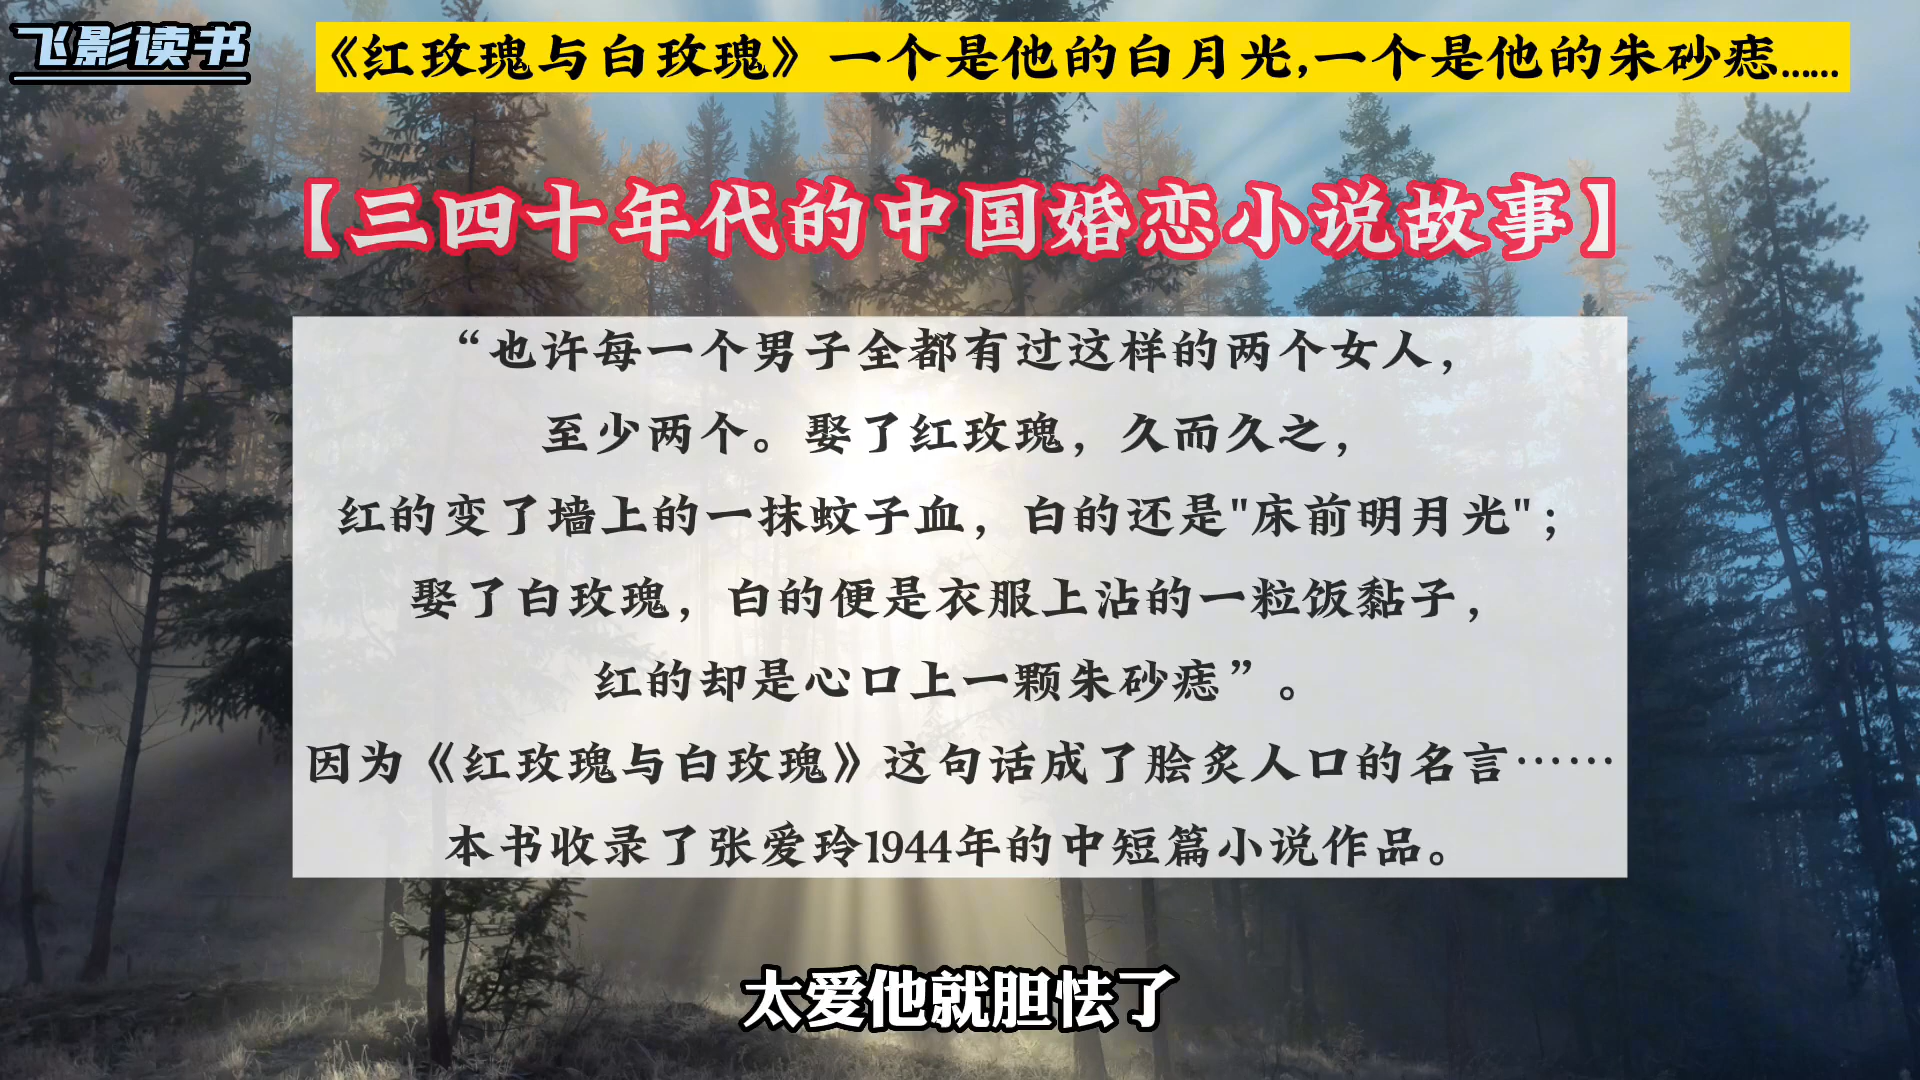 飞影读书
《红玫瑰与白玫瑰》一个是他的白月光,一个是他的朱砂痣……
【三四十年代的中国婚恋小说故事】
“也许每一个男子全都有过这样的两个女人，
至少两个。娶了红玫瑰，久而久之，
红的变了墙上的一抹蚊子血，白的还是"床前明月光"；
娶了白玫瑰，白的便是衣服上沾的一粒饭黏子，
红的却是心口上一颗朱砂痣”。
因为《红玫瑰与白玫瑰》这句话成了脍炙人口的名言……
本书收录了张爱玲1944年的中短篇小说作品。
太爱他就胆怯了